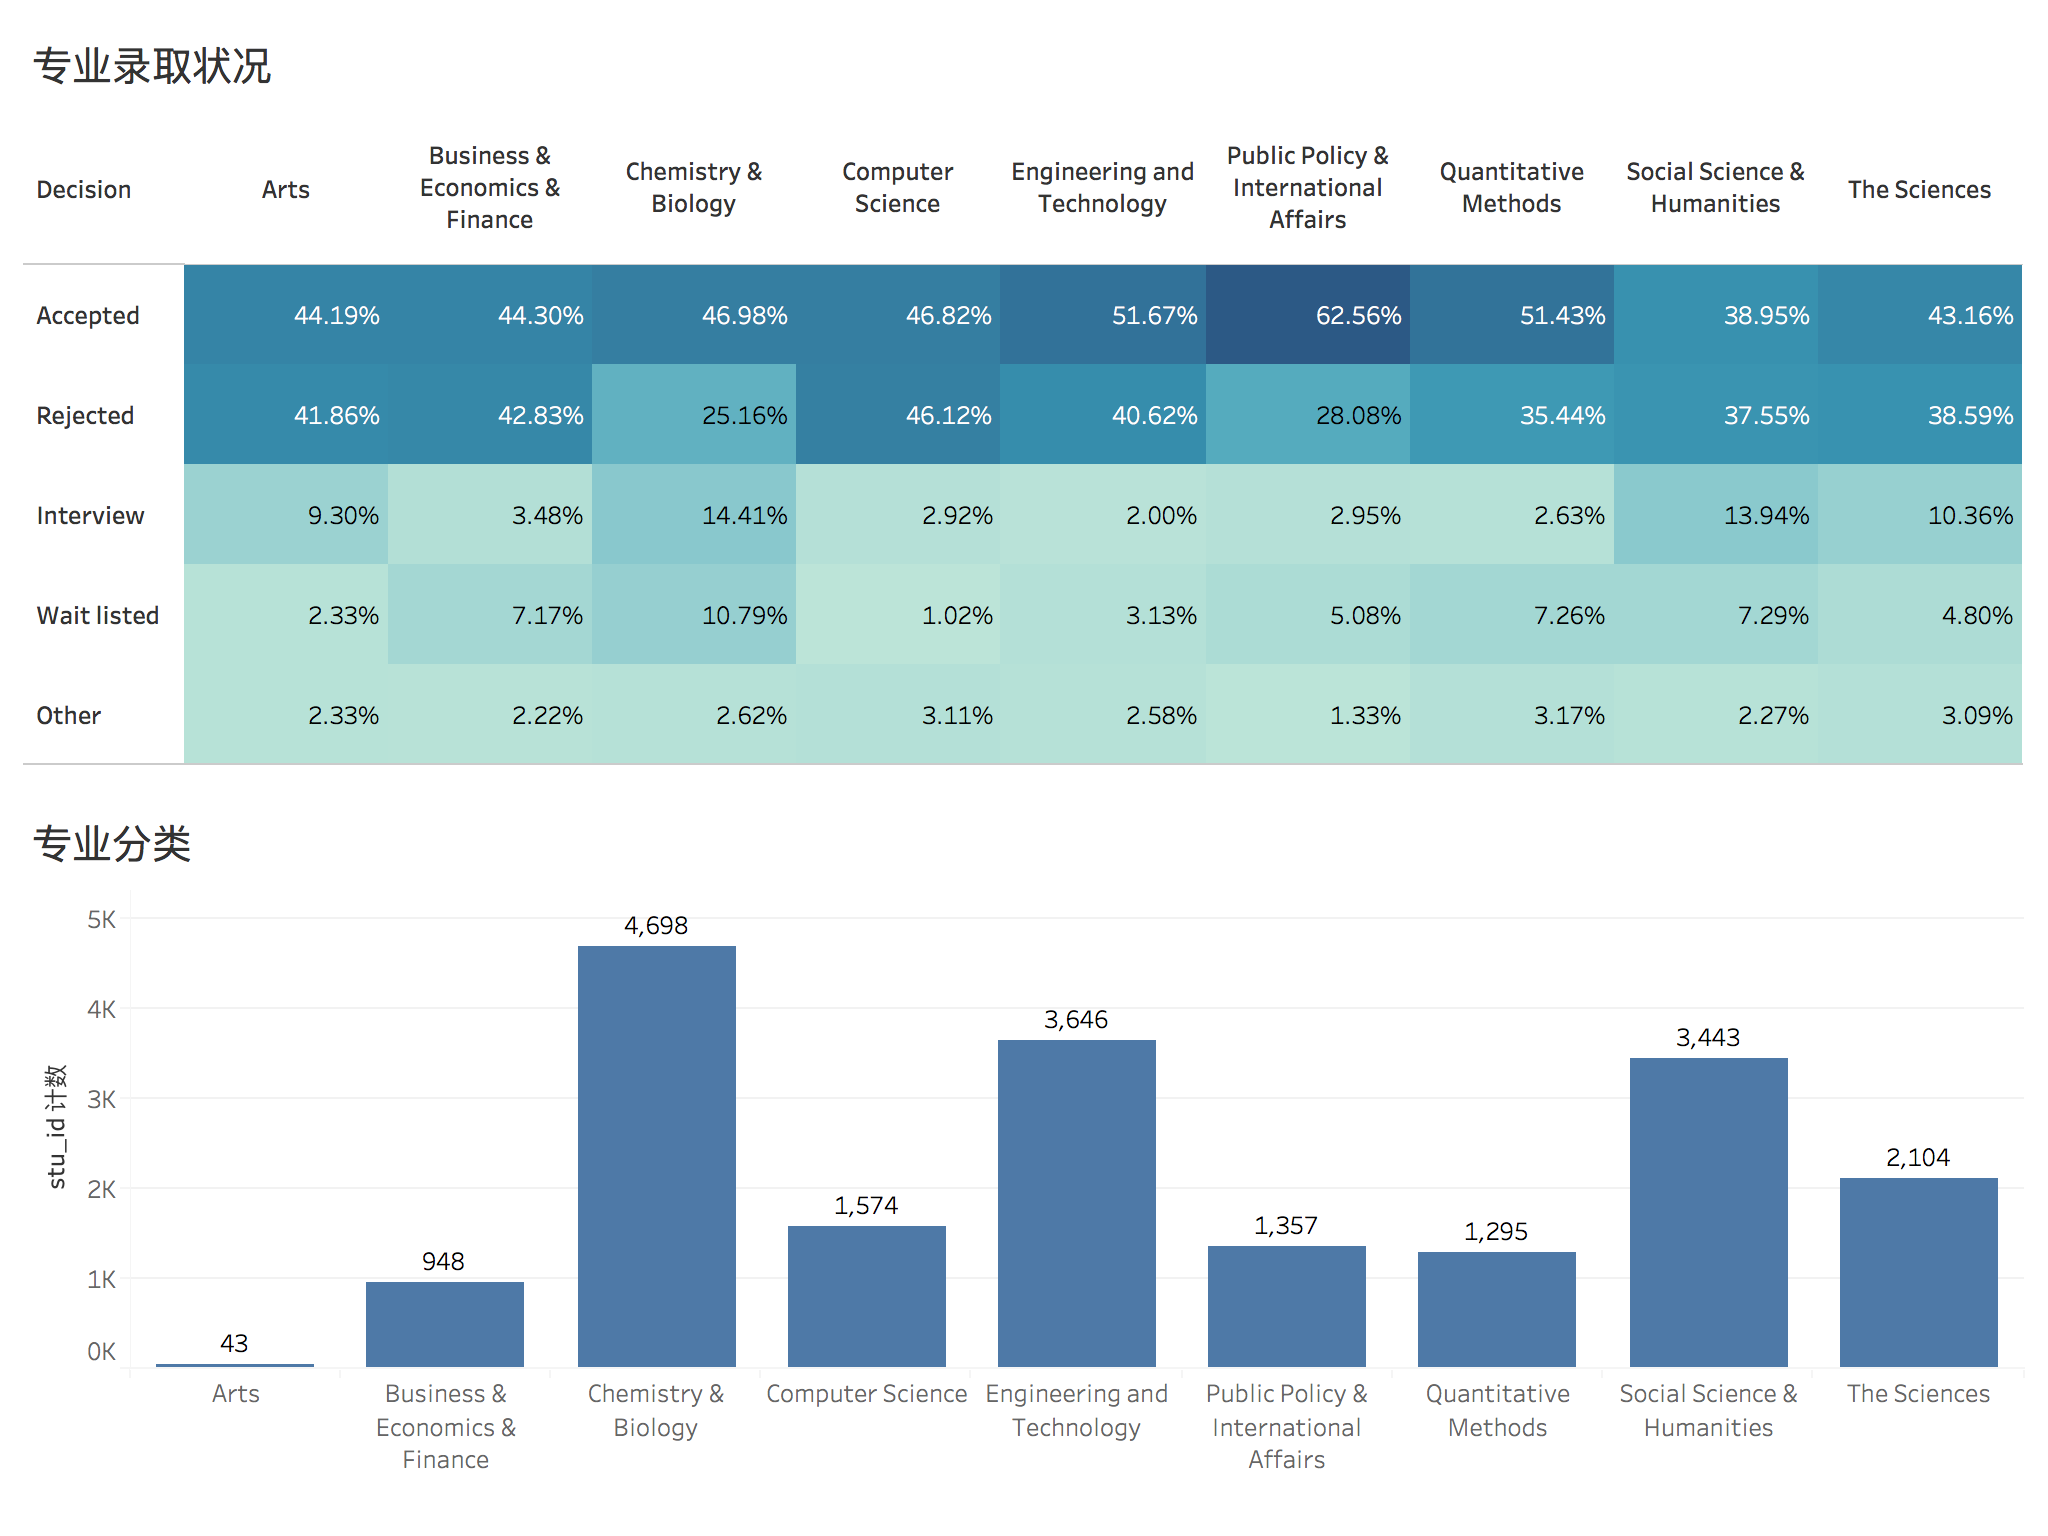 专业录取状况
Decision
Arts
Business &
Economics &
Finance
Chemistry &
Biology
Computer
Science
Engineering and
Technology
Public Policy &
International
Affairs
Quantitative
Methods
Social Science &
Humanities
The Sciences
Accepted 44.19% 44.30% 46.98% 46.82% 51.67% 62.56% 51.43% 38.95% 43.16%
Rejected 41.86% 42.83% 25.16% 46.12% 40.62% 28.08% 35.44% 37.55% 38.59%
Interview 9.30% 3.48% 14.41% 2.92% 2.00% 2.95% 2.63% 13.94% 10.36%
Wait listed 2.33% 7.17% 10.79% 1.02% 3.13% 5.08% 7.26% 7.29% 4.80%
Other 2.33% 2.22% 2.62% 3.11% 2.58% 1.33% 3.17% 2.27% 3.09%
专业分类
stu_id 计数
5K
4K
3K
2K
1K
0K
43
948
4,698
1,574
3,646
1,357
1,295
3,443
2,104
Arts
Business &
Economics &
Finance
Chemistry &
Biology
Computer Science
Engineering and
Technology
Public Policy &
International
Affairs
Quantitative
Methods
Social Science &
Humanities
The Sciences